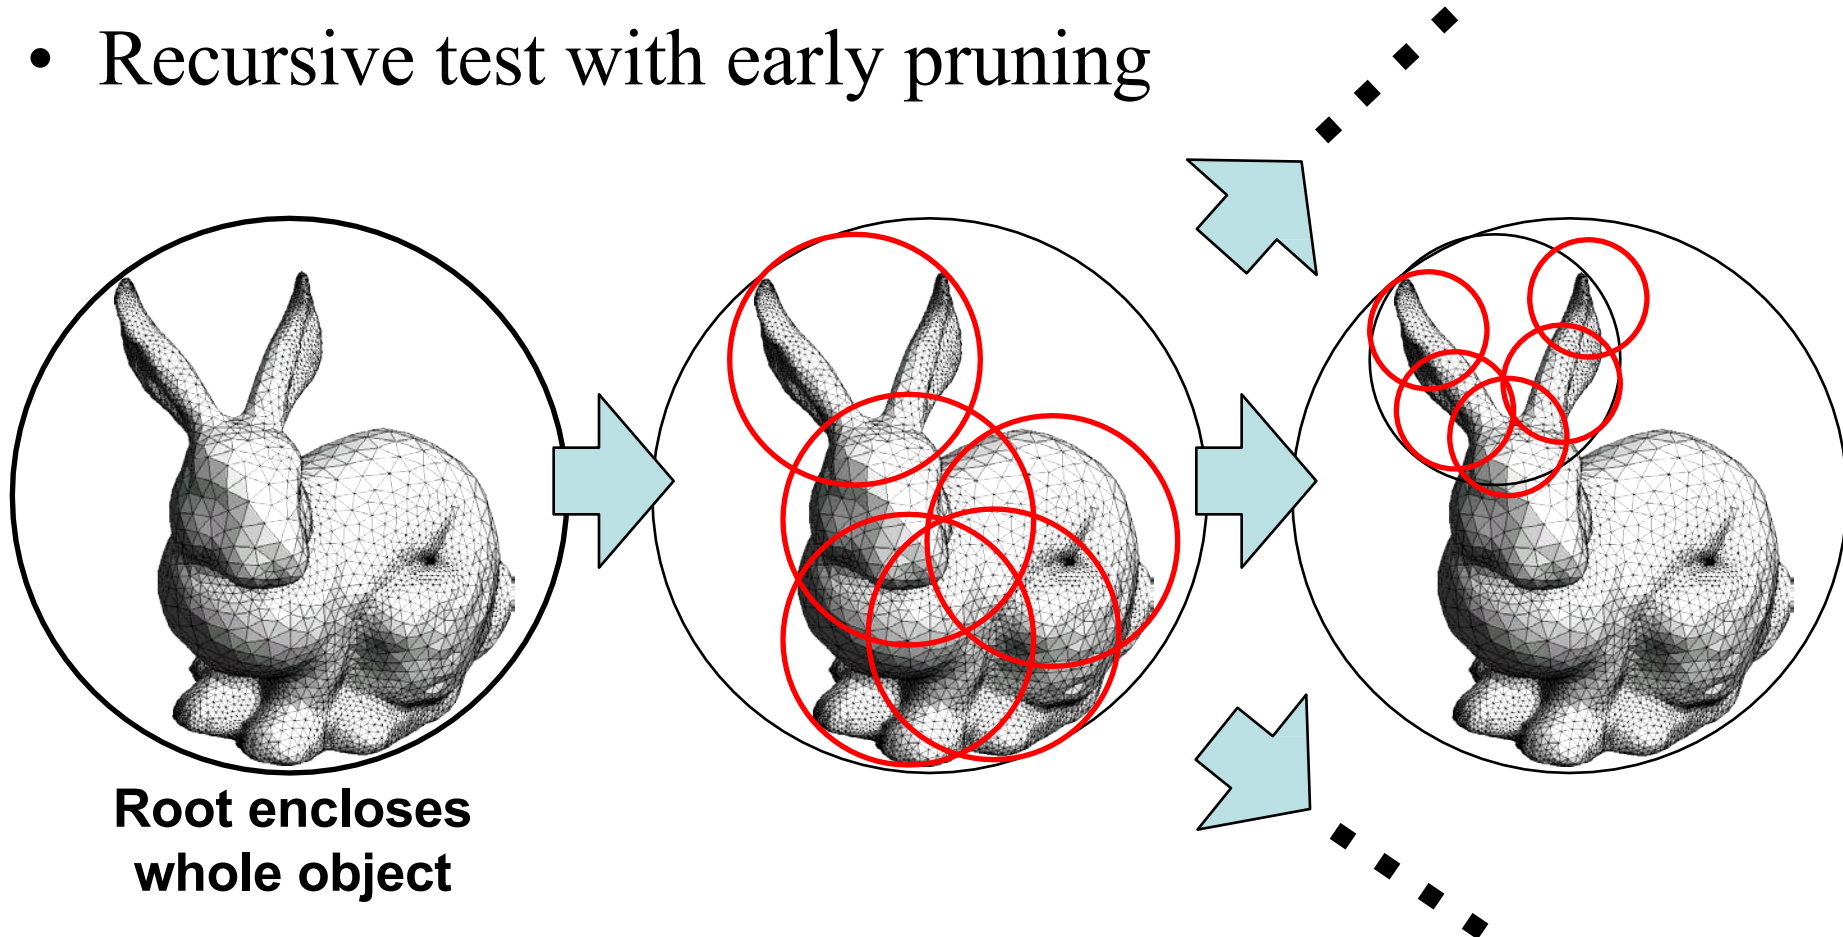 • Recursive test with early pruning
Root encloses
whole object